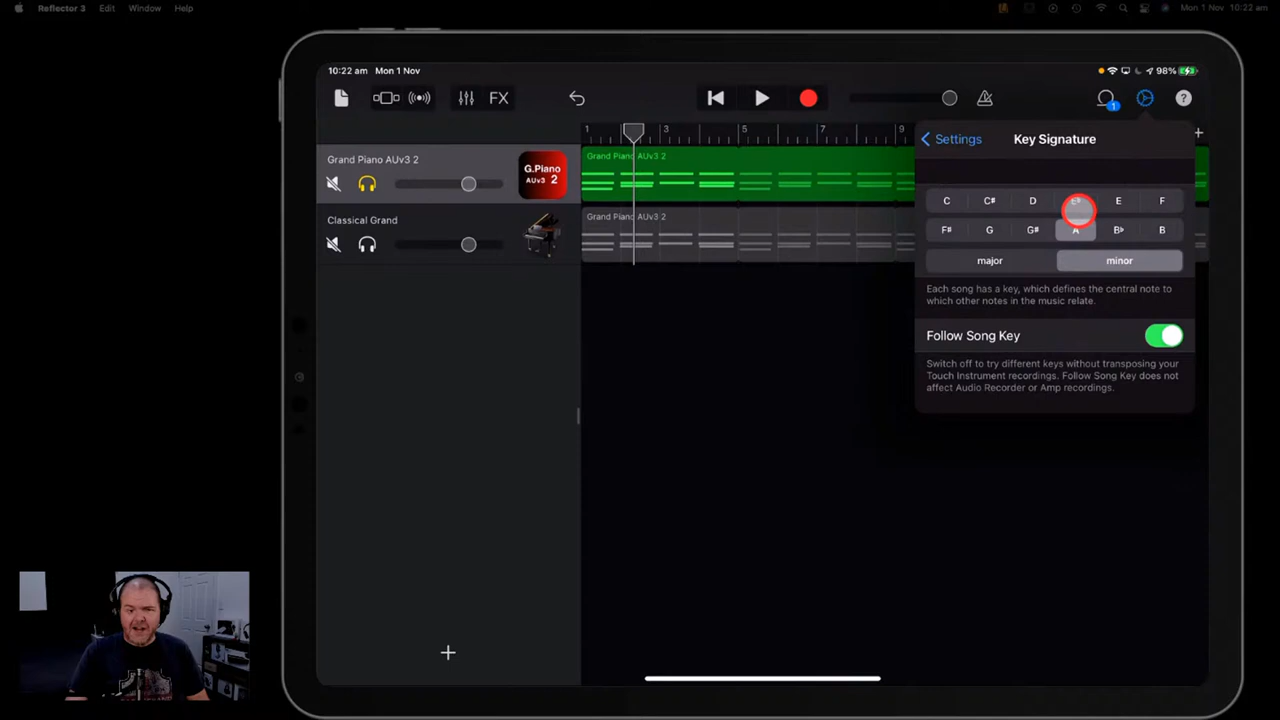 Reflector 3 Edit Window Help
Mon 1 Nov 10:22 am
10:22 am Mon 1 Nov
98%
FX
1
?
1 3 5 7 9
+
Settings
Key Signature
Grand Piano AUv3 2
G.Piano
AUv3 2
Grand Piano AUv3 2
C C# D E E F
Classical Grand
Grand Piano AUv3 2
F# G G# A B♭ B
major minor
Each song has a key, which defines the central note to
which other notes in the music relate.
Follow Song Key
Switch off to try different keys without transposing your
Touch Instrument recordings. Follow Song Key does not
affect Audio Recorder or Amp recordings.
+